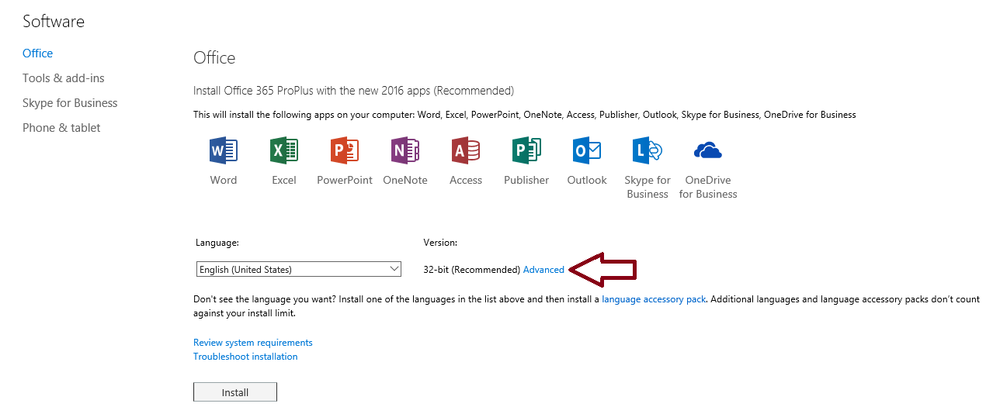 Software
Office
Tools & add-ins
Skype for Business
Phone & tablet
Office
Install Office 365 ProPlus with the new 2016 apps (Recommended)
This will install the following apps on your computer: Word, Excel, PowerPoint, OneNote, Access, Publisher, Outlook, Skype for Business, OneDrive for Business
W X P N A P O L
Word Excel PowerPoint OneNote Access Publisher Outlook Skype for Business OneDrive for Business
Language: Version:
English (United States) 32-bit (Recommended) Advanced
Don't see the language you want? Install one of the languages in the list above and then install a language accessory pack. Additional languages and language accessory packs don’t count
against your install limit.
Review system requirements
Troubleshoot installation
Install